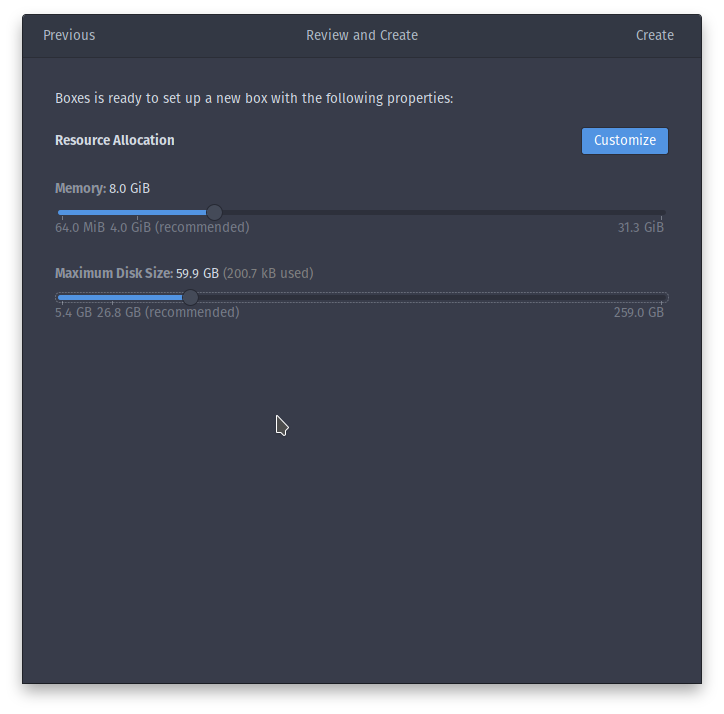 Previous Review and Create Create
Boxes is ready to set up a new box with the following properties:
Resource Allocation Customize
Memory: 8.0 GiB
64.0 MiB 4.0 GiB (recommended) 31.3 GiB
Maximum Disk Size: 59.9 GB (200.7 kB used)
5.4 GB 26.8 GB (recommended) 259.0 GB